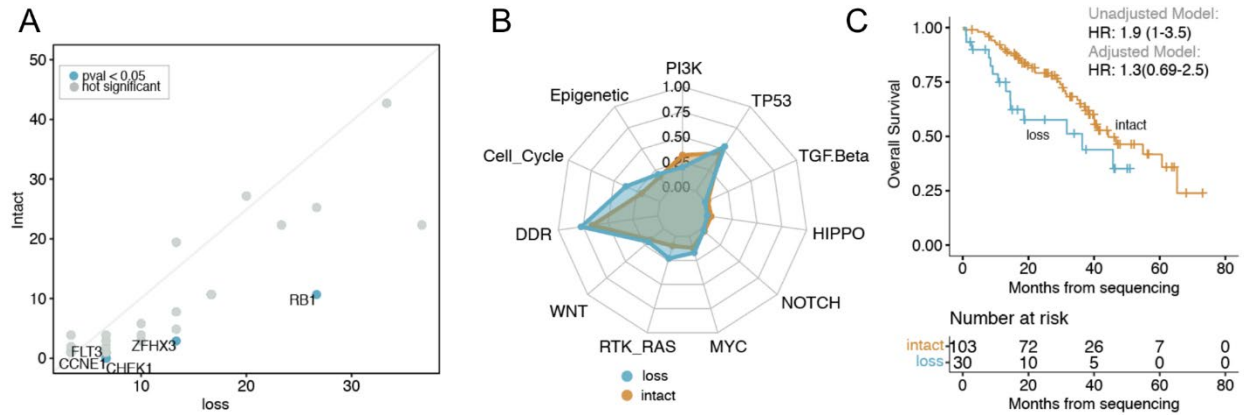 A
Intact
50
40
30
20
10
0
pval < 0.05
not significant
RB1
ZFHX3
FLT3
CCNE1
CHEK1
10
20
30
loss
B
PI3K
1.00
0.75
0.50
0.25
0.00
TP53
TGF.Beta
HIPPO
NOTCH
MYC
RTK_RAS
WNT
DDR
Cell_Cycle
Epigenetic
loss
intact
C
Overall Survival
1.00
0.75
0.50
0.25
0.00
Unadjusted Model:
HR: 1.9 (1-3.5)
Adjusted Model:
HR: 1.3(0.69-2.5)
intact
loss
0 20 40 60 80
Months from sequencing
Number at risk
intact 103 72 26 7 0
loss 30 10 5 0 0
0 20 40 60 80
Months from sequencing